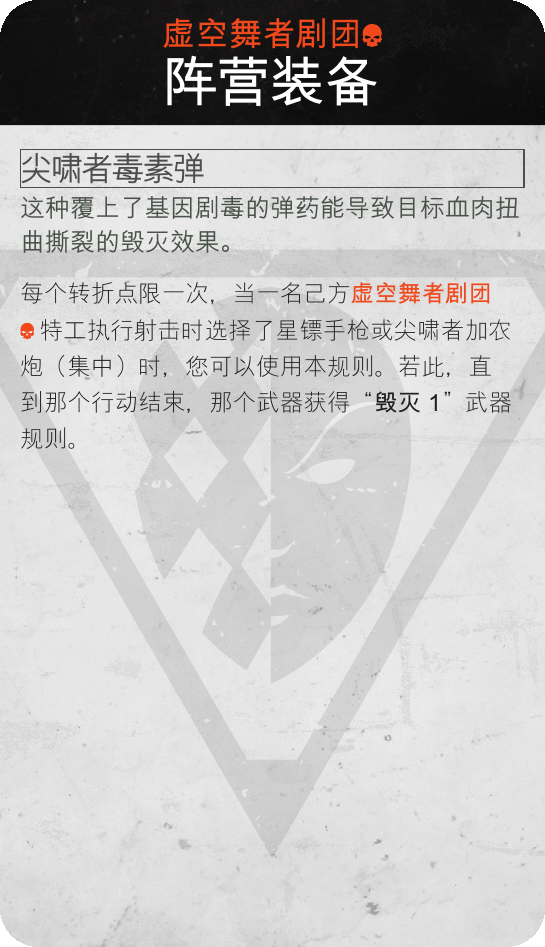 虚空舞者剧团
阵营装备
尖啸者毒素弹
这种覆上了基因剧毒的弹药能导致目标血肉扭
曲撕裂的毁灭效果。
每个转折点限一次，当一名己方虚空舞者剧团
特工执行射击时选择了星镖手枪或尖啸者加农
炮（集中）时，您可以使用本规则。若此，直
到那个行动结束，那个武器获得“毁灭 1”武器
规则。